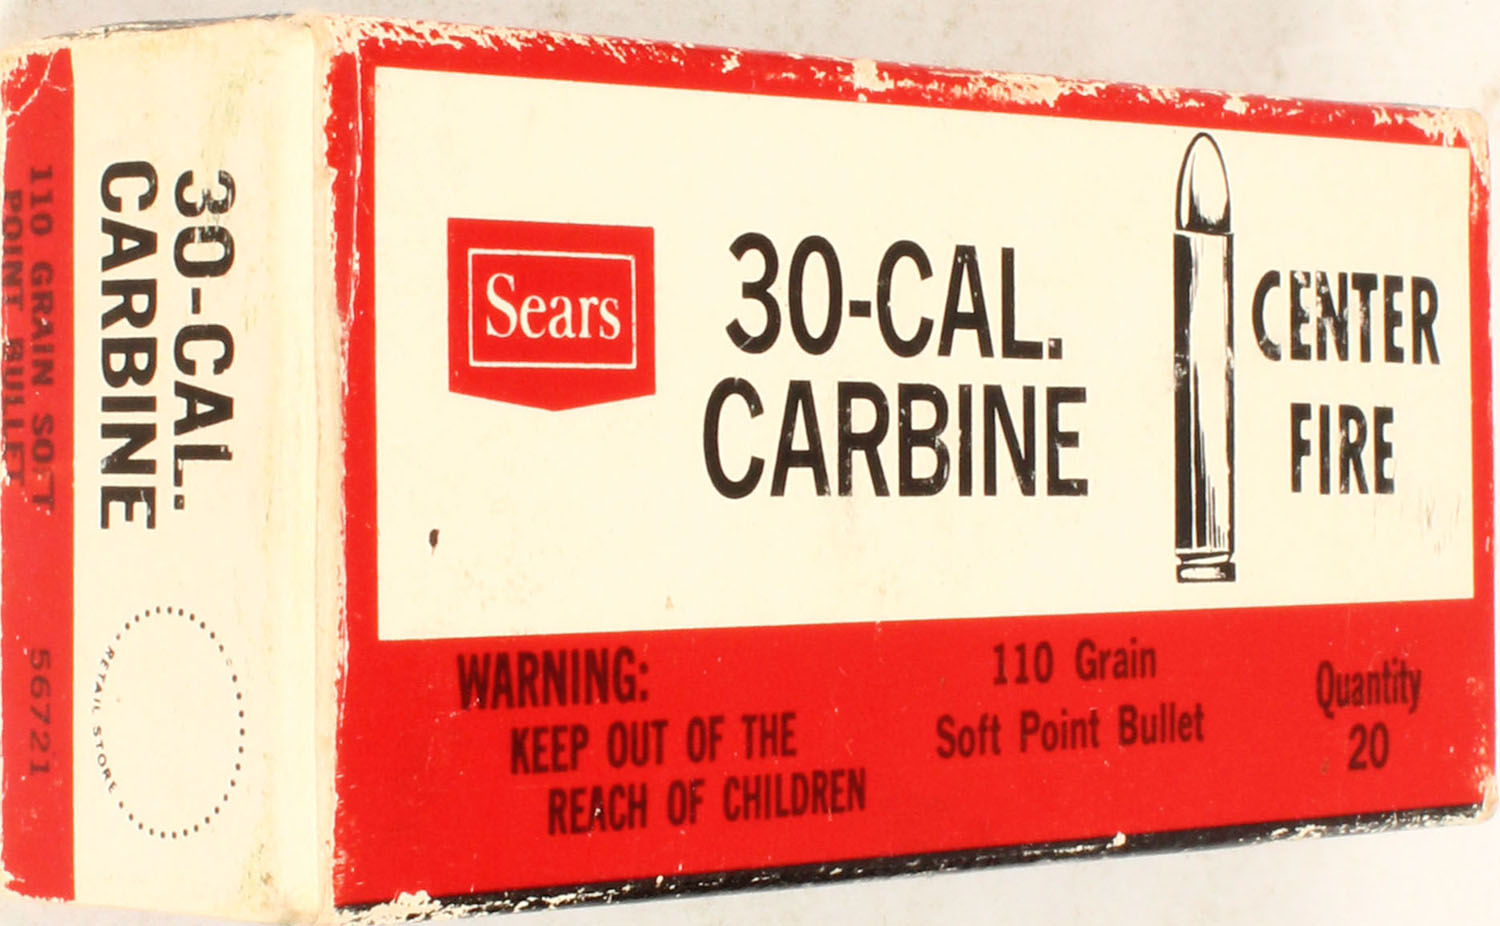 Sears
30-CAL.
CARBINE
CENTER
FIRE
WARNING:
KEEP OUT OF THE
REACH OF CHILDREN
110 Grain
Soft Point Bullet
Quantity
20
30-CAL.
CARBINE
RETAIL STORE
110 GRAIN SOFT
POINT BULLET
56721